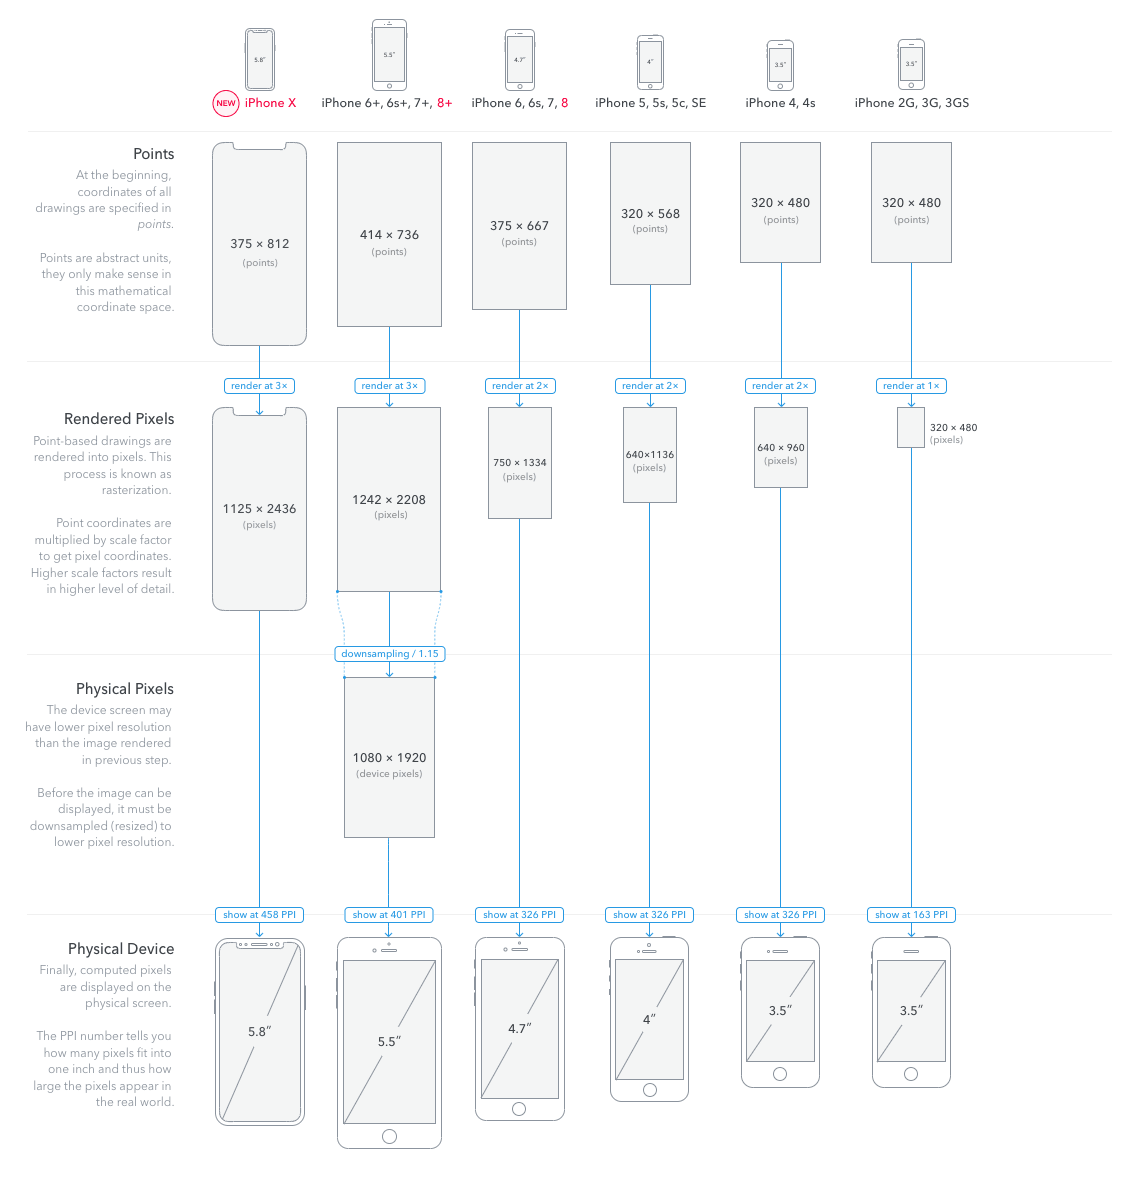 5.8”
5.5”
4.7”
4”
3.5”
3.5”
NEW
iPhone X
iPhone 6+, 6s+, 7+, 8+
iPhone 6, 6s, 7, 8
iPhone 5, 5s, 5c, SE
iPhone 4, 4s
iPhone 2G, 3G, 3GS
Points
At the beginning,
coordinates of all
drawings are specified in
points.
Points are abstract units,
they only make sense in
this mathematical
coordinate space.
375 × 812
(points)
414 × 736
(points)
375 × 667
(points)
320 × 568
(points)
320 × 480
(points)
320 × 480
(points)
render at 3×
render at 3×
render at 2×
render at 2×
render at 2×
render at 1×
Rendered Pixels
Point-based drawings are
rendered into pixels. This
process is known as
rasterization.
Point coordinates are
multiplied by scale factor
to get pixel coordinates.
Higher scale factors result
in higher level of detail.
1125 × 2436
(pixels)
1242 × 2208
(pixels)
750 × 1334
(pixels)
640×1136
(pixels)
640 × 960
(pixels)
320 × 480
(pixels)
downsampling / 1.15
Physical Pixels
The device screen may
have lower pixel resolution
than the image rendered
in previous step.
Before the image can be
displayed, it must be
downsampled (resized) to
lower pixel resolution.
1080 × 1920
(device pixels)
show at 458 PPI
show at 401 PPI
show at 326 PPI
show at 326 PPI
show at 326 PPI
show at 163 PPI
Physical Device
Finally, computed pixels
are displayed on the
physical screen.
The PPI number tells you
how many pixels fit into
one inch and thus how
large the pixels appear in
the real world.
5.8”
5.5”
4.7”
4”
3.5”
3.5”